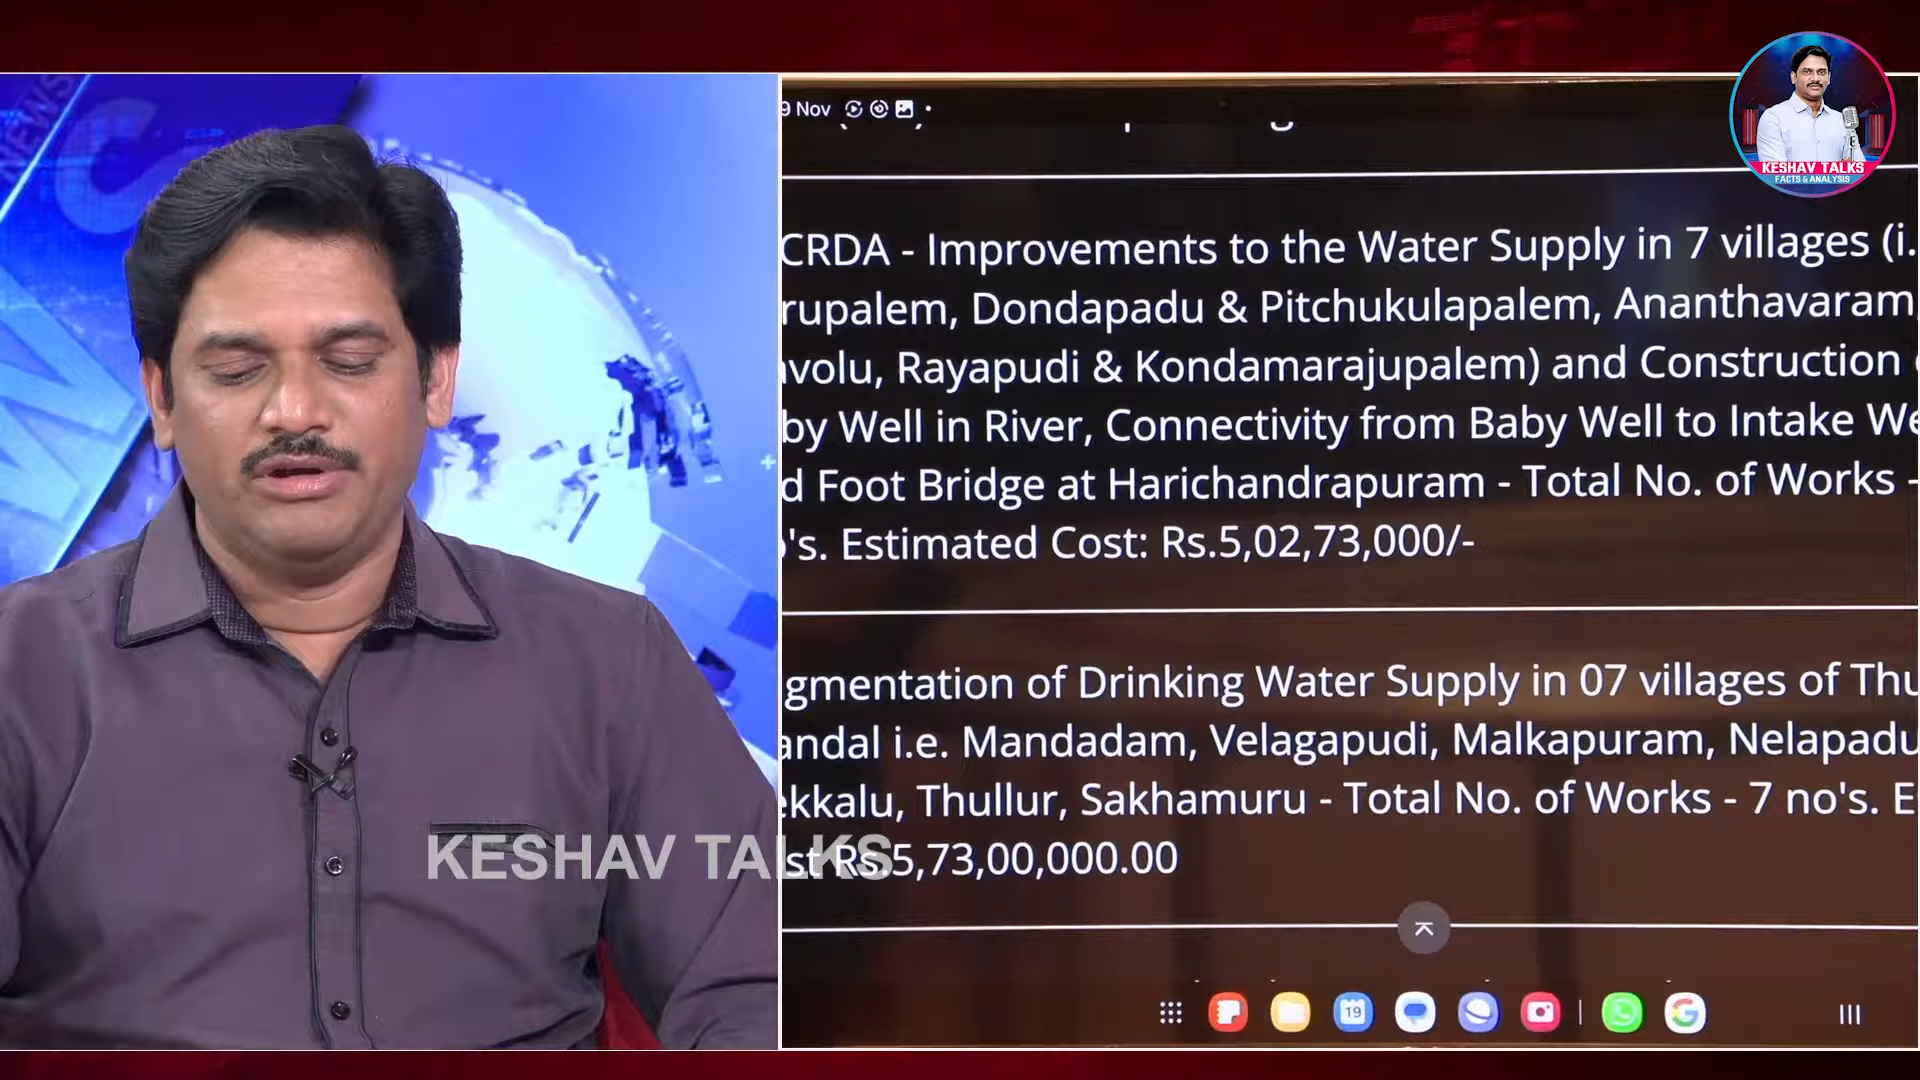 NEWS
9 Nov
KESHAV TALKS
FACTS & ANALYSIS
CRDA - Improvements to the Water Supply in 7 villages (i.
rupalem, Dondapadu & Pitchukulapalem, Ananthavaram,
avolu, Rayapudi & Kondamarajupalem) and Construction
by Well in River, Connectivity from Baby Well to Intake We
d Foot Bridge at Harichandrapuram - Total No. of Works -
o's. Estimated Cost: Rs.5,02,73,000/-
gmentation of Drinking Water Supply in 07 villages of Thu
andal i.e. Mandadam, Velagapudi, Malkapuram, Nelapadu
ekkalu, Thullur, Sakhamuru - Total No. of Works - 7 no's. E
st Rs.5,73,00,000.00
KESHAV TALKS
19